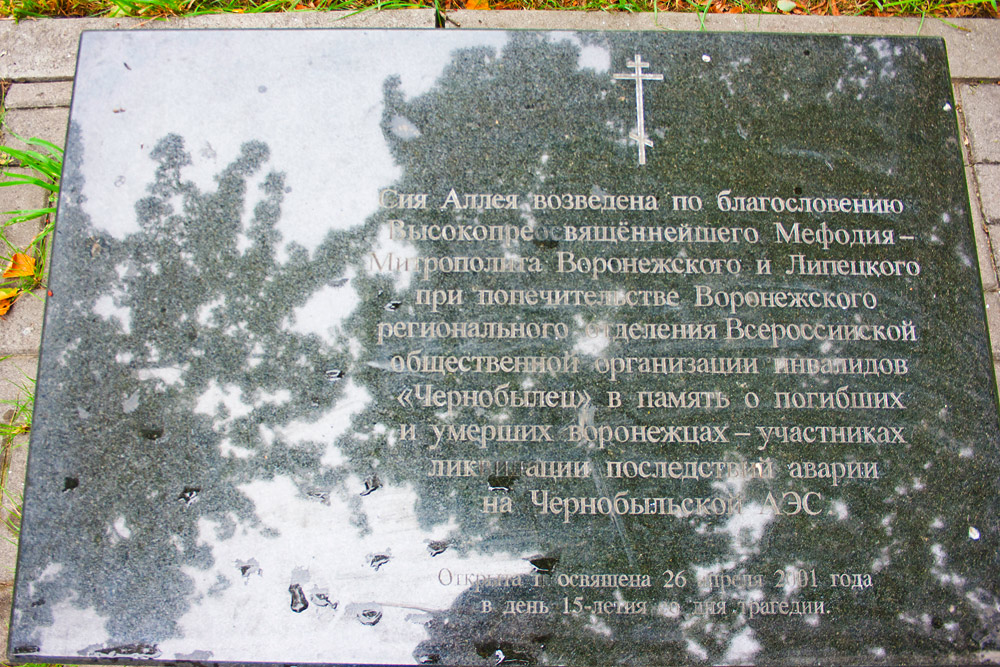 Сия Аллея возведена по благословению
Высокопреосвящённейшего Мефодия –
Митрополита Воронежского и Липецкого
при попечительстве Воронежского
регионального отделения Всероссийской
общественной организации инвалидов
«Чернобылец» в память о погибших
и умерших воронежцах – участниках
ликвидации последствий аварии
на Чернобыльской АЭС
Открыта и освящена 26 апреля 2001 года
в день 15-летия со дня трагедии.